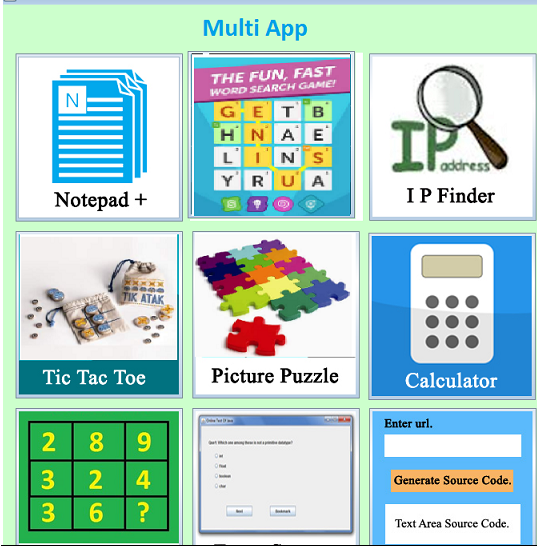 Multi App
N
Notepad +
THE FUN, FAST
WORD SEARCH GAME!
G E T B
H N A E
L I N S
Y R U A
IP
address
I P Finder
TIK ATAK
Tic Tac Toe
Picture Puzzle
Calculator
2 8 9
3 2 4
3 6 ?
Online Test Of Java
Que1: Which one among these is not a primitive datatype?
int
Float
boolean
char
Next Bookmark
Enter url.
Generate Source Code.
Text Area Source Code.